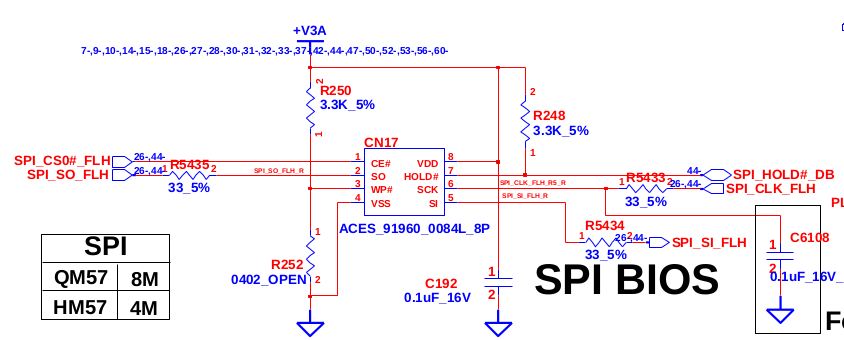 +V3A
7-,9-,10-,14-,15-,18-,26-,27-,28-,30-,31-,32-,33-,37-,42-,44-,47-,50-,52-,53-,56-,60-
2
R250
3.3K_5%
1
2
R248
3.3K_5%
1
CN17
SPI_CS0#_FLH
26-,44-
1 CE# VDD 8
SPI_SO_FLH
26-,44-
1 R5435 2
33_5%
SPI_SO_FLH_R
2 SO HOLD# 7
44-
SPI_HOLD#_DB
3 WP# SCK 6
SPI_CLK_FLH_R5_R
1 R5433 2
33_5%
26-,44-
SPI_CLK_FLH
4 VSS SI 5
SPI_SI_FLH_R
ACES_91960_0084L_8P
R5434
1 2
33_5%
26-,44-
SPI_SI_FLH
1
R252
0402_OPEN
2
C192
0.1uF_16V
1
2
SPI BIOS
PL
1
C6108
2
0.1uF_16V_
Fo
SPI
QM57 8M
HM57 4M